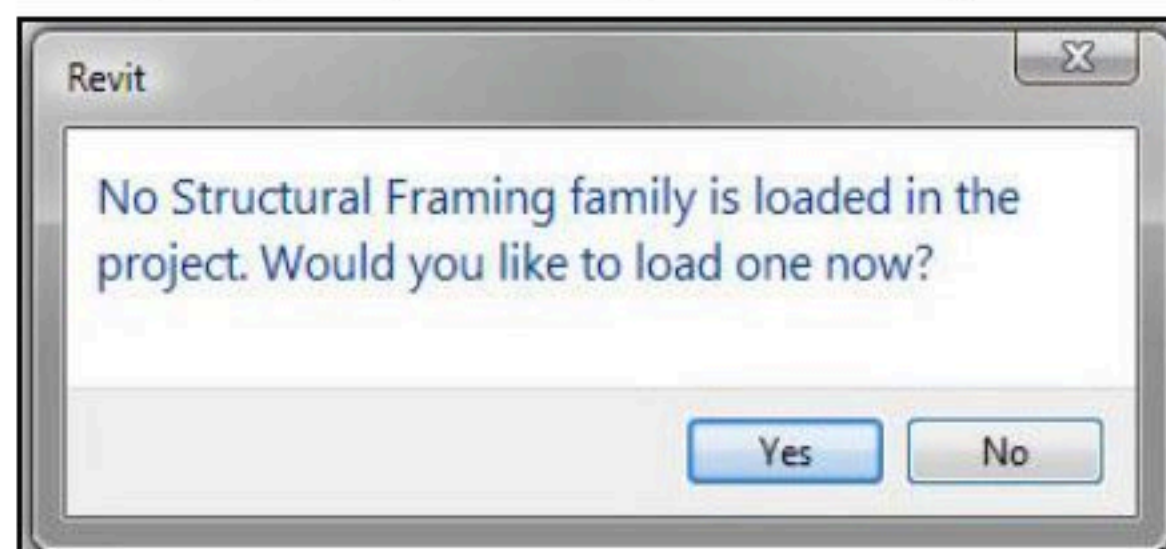 Revit
No Structural Framing family is loaded in the
project. Would you like to load one now?
Yes
No